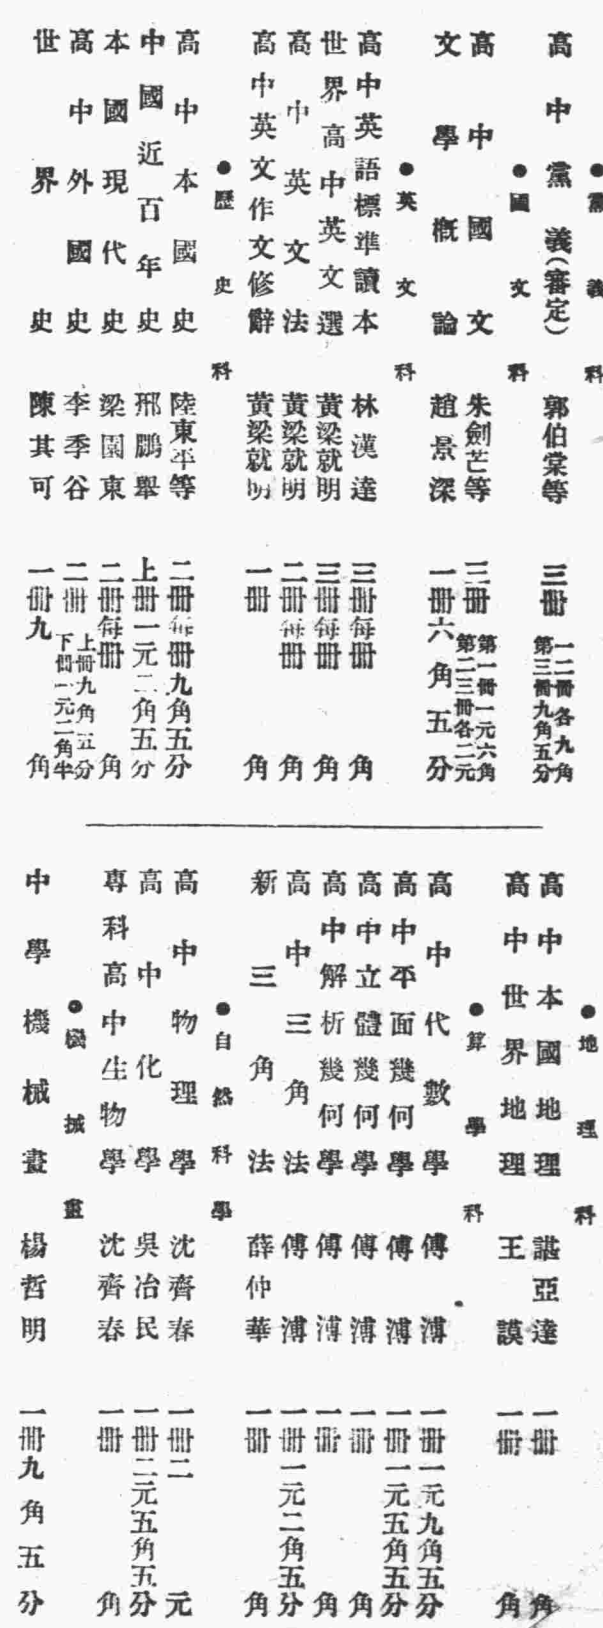 ●黨義科
高中黨義（審定） 郭伯棠等 三冊 一二冊各九角 第三冊九角五分
●國文科
高中國文 朱劍芒等 三冊 第一冊一元六角 第二三冊各二元
文學概論 趙景深 一冊六角五分
●英文科
高中英語標準讀本 林漢達 三冊每冊 角
世界高中英文選 黃梁就明 三冊每冊 角
高中英文法 黃梁就明 二冊每冊 角
高中英文作文修辭 黃梁就明 一冊 角
●歷史科
高中本國史 陸東平等 二冊每冊九角五分
中國近百年史 邢鵬舉 上冊一元二角五分
本國現代史 梁園東 二冊每冊 角
高中外國史 李季谷 二冊 上冊九角五分 下冊一元二角半
世界史 陳其可 一冊九角
●地理科
高中本國地理 諶亞達 一冊 角
高中世界地理 王謨 一冊 角
●算學科
高中代數學 傅溥 一冊一元九角五分
高中平面幾何學 傅溥 一冊一元五角五分
高中立體幾何學 傅溥 一冊 角
高中解析幾何學 傅溥 一冊 角
高中三角法 傅溥 一冊一元二角五分
新三角法 薛仲華 一冊 角
●自然科學
高中物理學 沈齊春 一冊二元
高中化學 吳冶民 一冊二元五角五分
專科高中生物學 沈齊春 一冊 角
●機械畫
中學機械畫 楊哲明 一冊九角五分